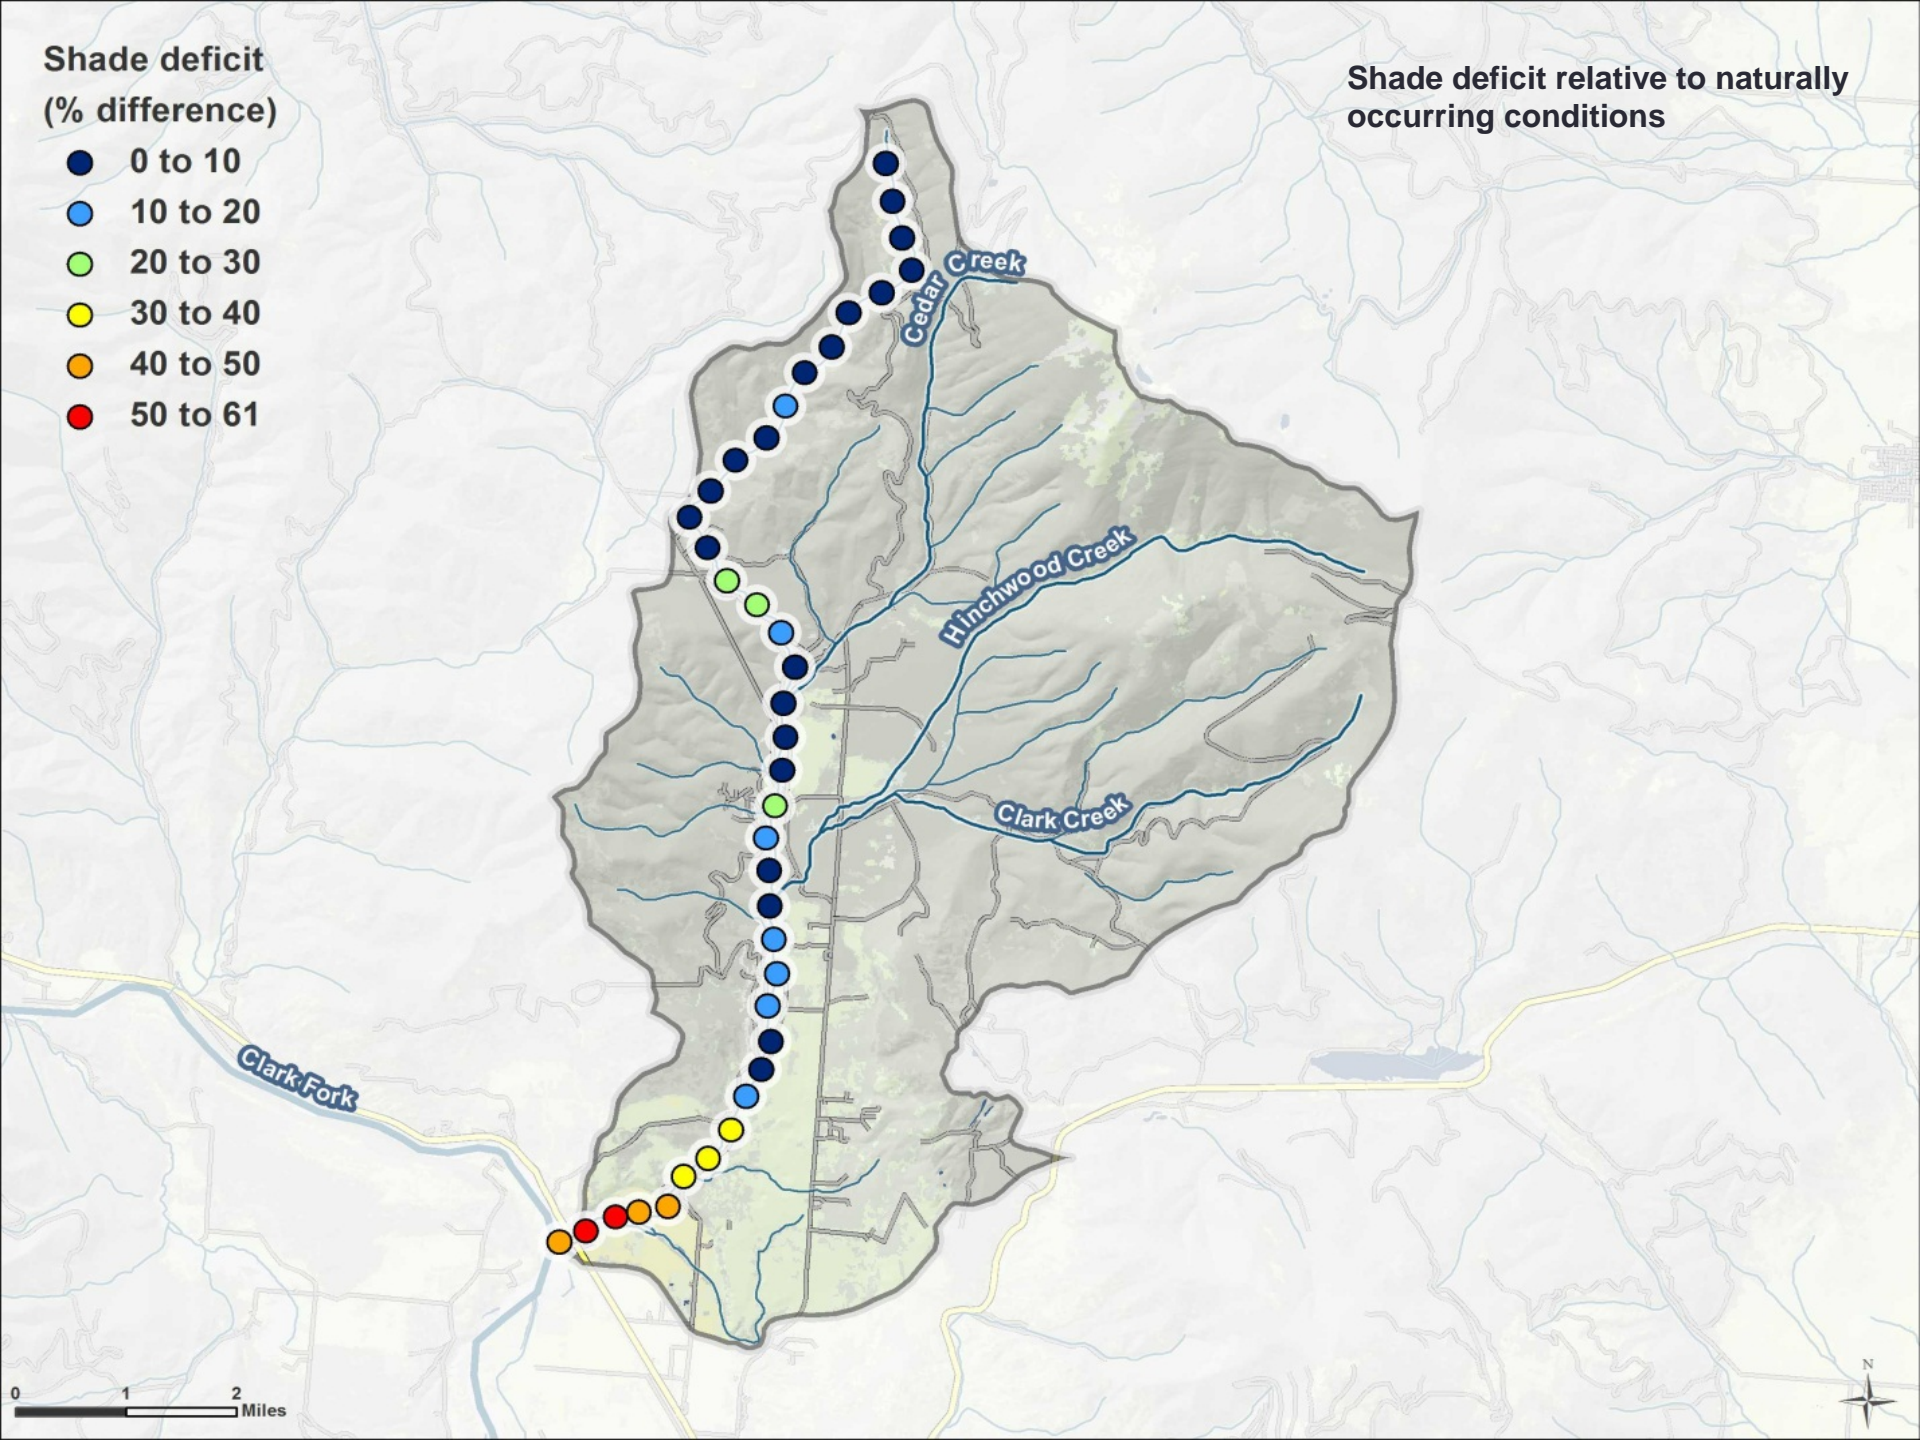 Shade deficit
(% difference)
0 to 10
10 to 20
20 to 30
30 to 40
40 to 50
50 to 61
Shade deficit relative to naturally
occurring conditions
Cedar Creek
Hinchwood Creek
Clark Creek
Clark Fork
N
0 1 2
Miles